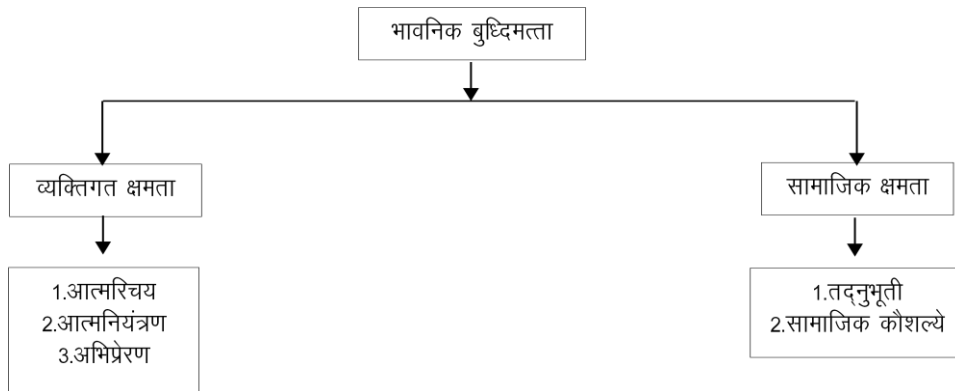 भावनिक बुध्दिमत्ता
व्यक्तिगत क्षमता
सामाजिक क्षमता
1.आत्मरिचय
2.आत्मनियंत्रण
3.अभिप्रेरण
1.तद्‌नुभूती
2.सामाजिक कौशल्ये